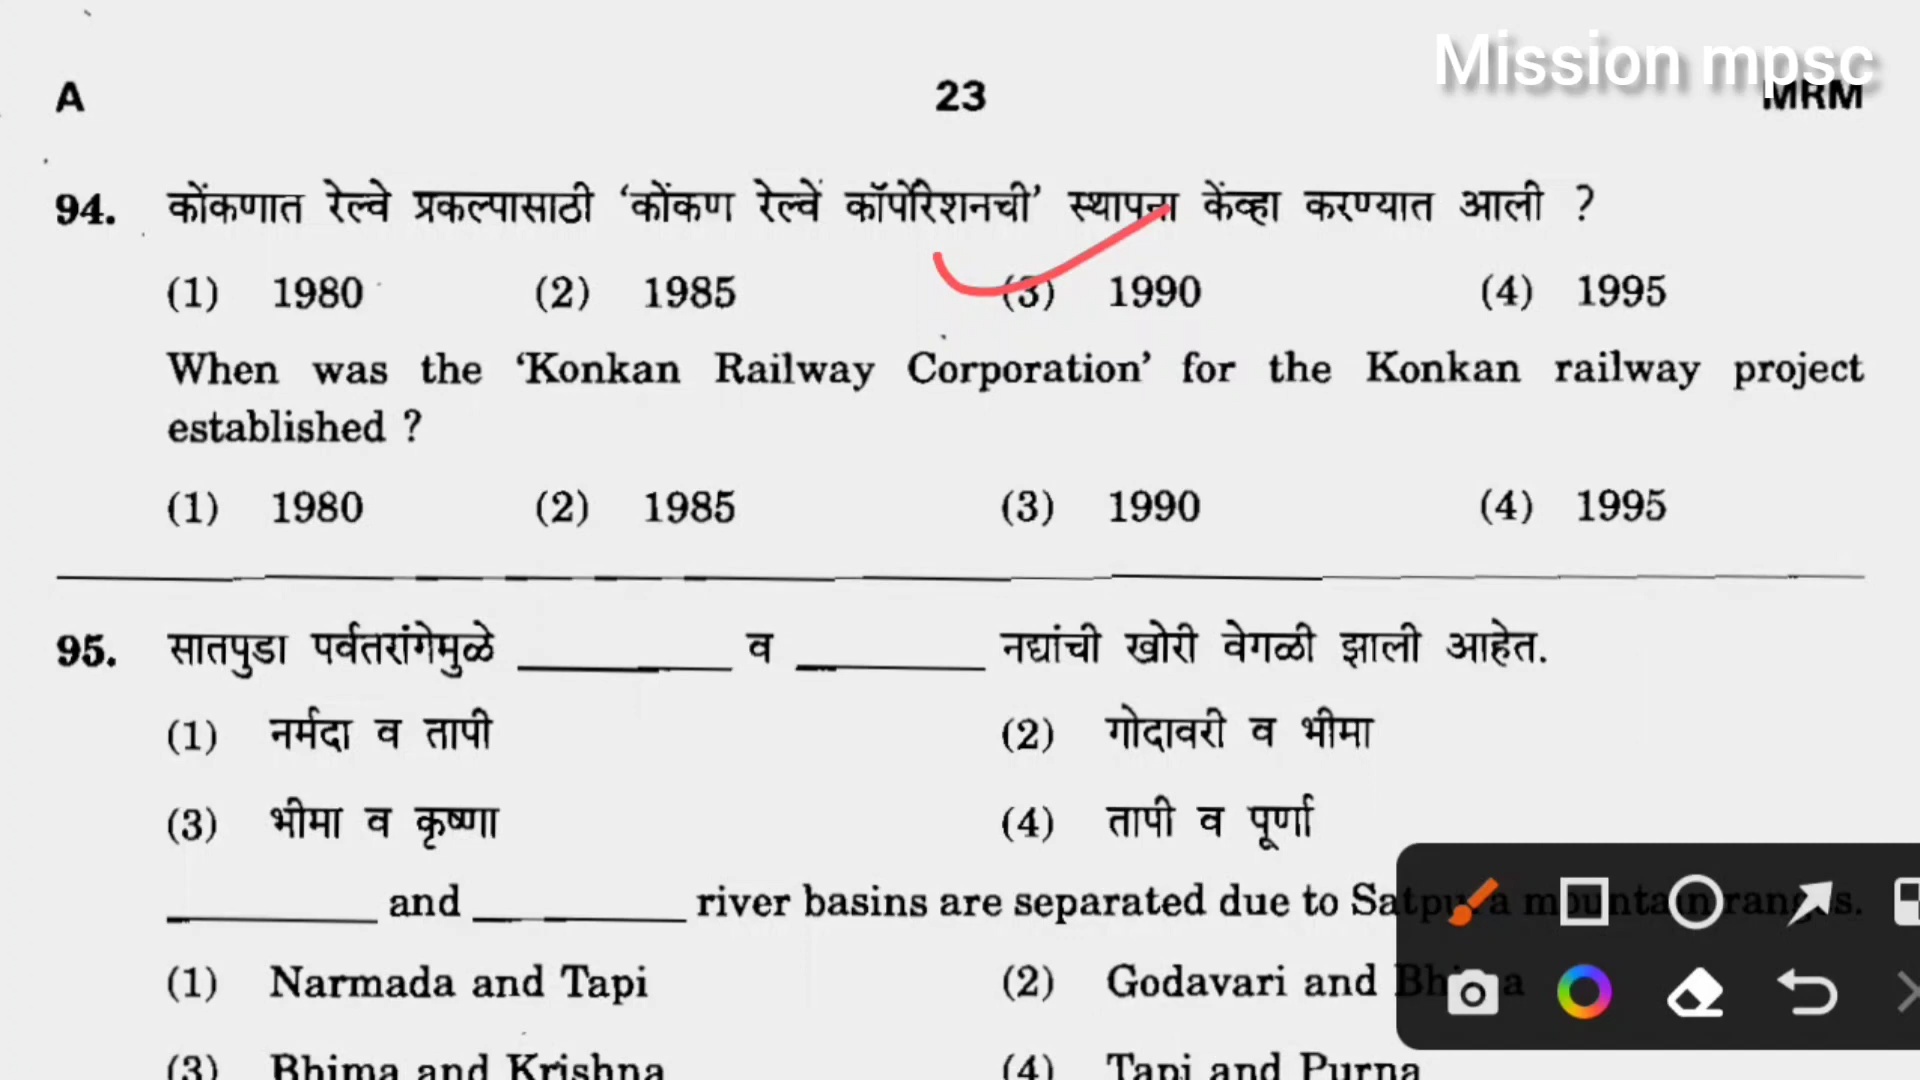 Mission mpsc
A 23 MRM
94. कोंकणात रेल्वे प्रकल्पासाठी 'कोंकण रेल्वें कॉर्पोरेशनची' स्थापना केंव्हा करण्यात आली ?
(1) 1980 (2) 1985 (3) 1990 (4) 1995
When was the 'Konkan Railway Corporation' for the Konkan railway project
established ?
(1) 1980 (2) 1985 (3) 1990 (4) 1995
95. सातपुडा पर्वतरांगेमुळे ________ व ________ नद्यांची खोरी वेगळी झाली आहेत.
(1) नर्मदा व तापी (2) गोदावरी व भीमा
(3) भीमा व कृष्णा (4) तापी व पूर्णा
________ and ________ river basins are separated due to Satpura mountain ranges.
(1) Narmada and Tapi (2) Godavari and Bhima
(3) Bhima and Krishna (4) Tapi and Purna